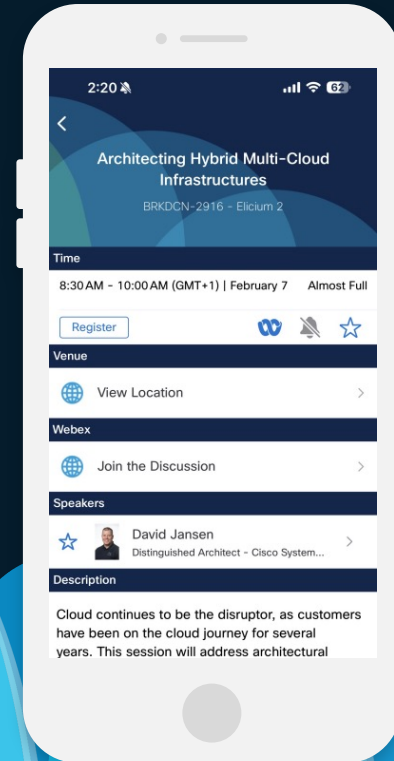 2:20
62
Architecting Hybrid Multi-Cloud
Infrastructures
BRKDCN-2916 - Elicium 2
Time
8:30 AM - 10:00 AM (GMT+1) | February 7 Almost Full
Register
Venue
View Location
Webex
Join the Discussion
Speakers
David Jansen
Distinguished Architect - Cisco System...
Description
Cloud continues to be the disruptor, as customers
have been on the cloud journey for several
years. This session will address architectural